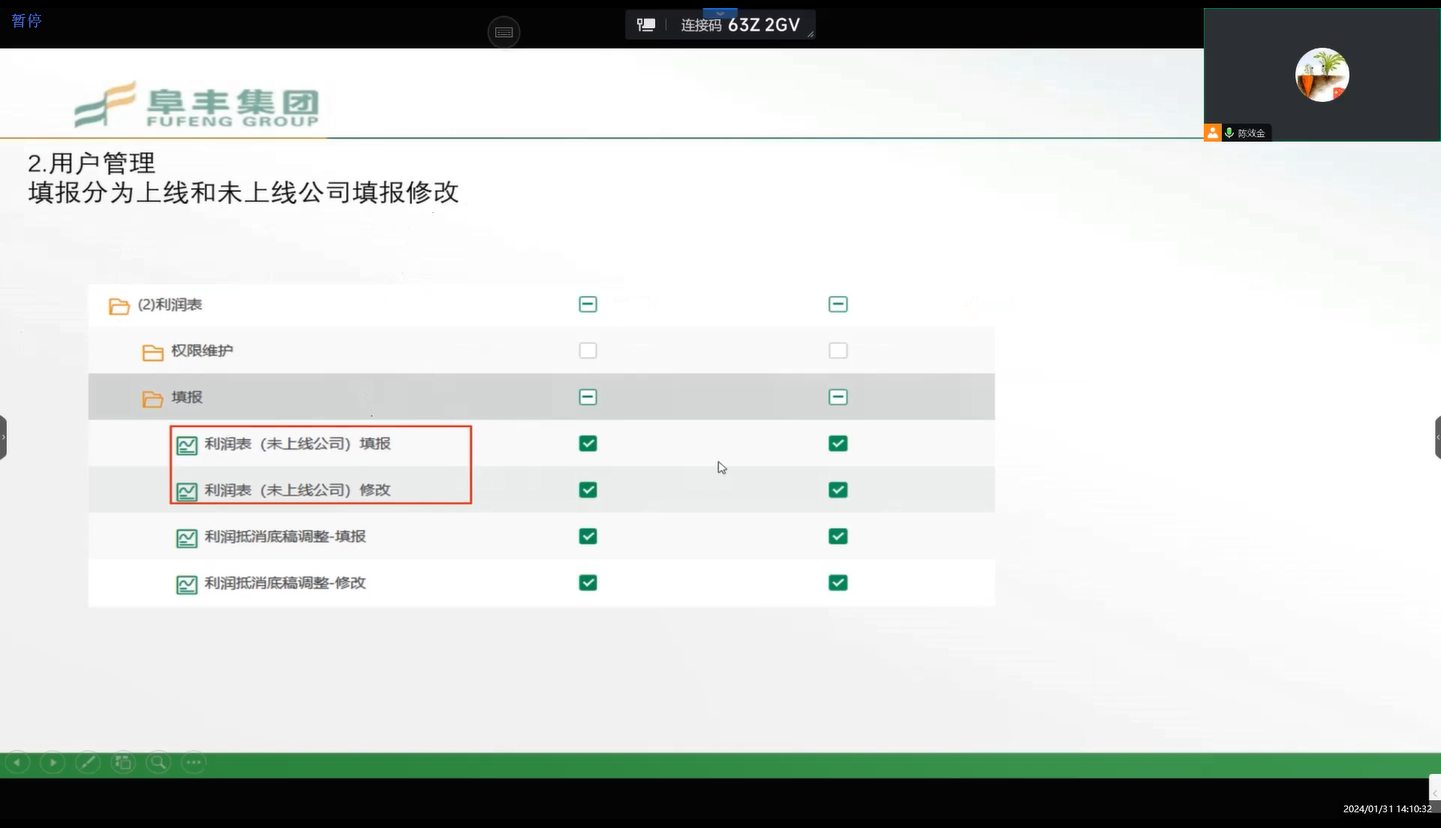 暂停
连接码 63Z 2GV
陈效金
阜丰集团
FUFENG GROUP
2.用户管理
填报分为上线和未上线公司填报修改
(2)利润表
权限维护
填报
利润表（未上线公司）填报
利润表（未上线公司）修改
利润抵消底稿调整-填报
利润抵消底稿调整-修改
2024/01/31 14:10:32